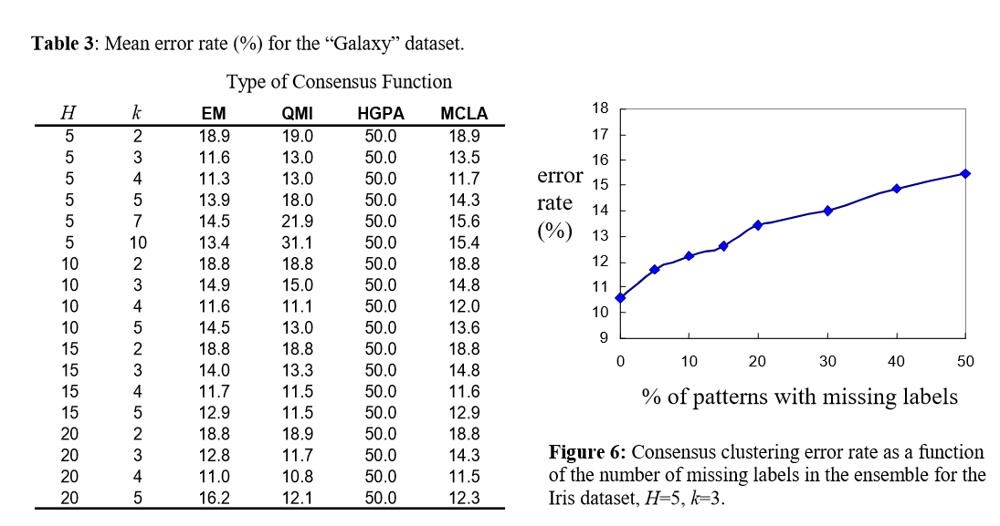 Table 3: Mean error rate (%) for the “Galaxy” dataset.
Type of Consensus Function
H k EM QMI HGPA MCLA
5 2 18.9 19.0 50.0 18.9
5 3 11.6 13.0 50.0 13.5
5 4 11.3 13.0 50.0 11.7
5 5 13.9 18.0 50.0 14.3
5 7 14.5 21.9 50.0 15.6
5 10 13.4 31.1 50.0 15.4
10 2 18.8 18.8 50.0 18.8
10 3 14.9 15.0 50.0 14.8
10 4 11.6 11.1 50.0 12.0
10 5 14.5 13.0 50.0 13.6
15 2 18.8 18.8 50.0 18.8
15 3 14.0 13.3 50.0 14.8
15 4 11.7 11.5 50.0 11.6
15 5 12.9 11.5 50.0 12.9
20 2 18.8 18.9 50.0 18.8
20 3 12.8 11.7 50.0 14.3
20 4 11.0 10.8 50.0 11.5
20 5 16.2 12.1 50.0 12.3
error
rate
(%)
18
17
16
15
14
13
12
11
10
9
0 10 20 30 40 50
% of patterns with missing labels
Figure 6: Consensus clustering error rate as a function
of the number of missing labels in the ensemble for the
Iris dataset, H=5, k=3.